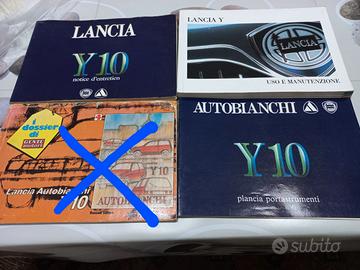 LANCIA
Y10
notice d'entretien
LANCIA Y
LANCIA
USO E MANUTENZIONE
i dossier di
GENTE
Lancia Autobianchi
Y10
AUTOBIANCHI
AUTOBIANCHI
Y10
plancia portastrumenti
subito